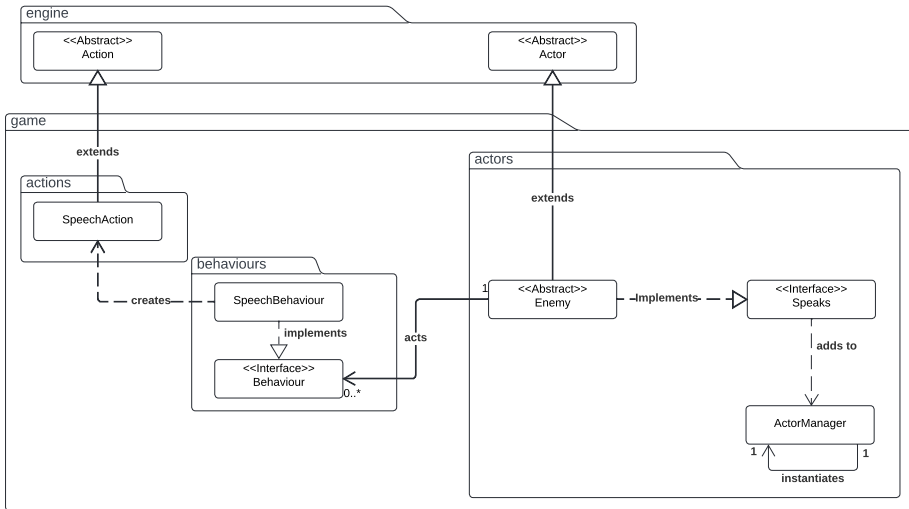 engine
<<Abstract>>
Action
<<Abstract>>
Actor
game
extends
actors
actions
extends
SpeechAction
behaviours
creates
SpeechBehaviour
implements
<<Interface>>
Behaviour
0..*
acts
1
<<Abstract>>
Enemy
Implements
<<Interface>>
Speaks
adds to
ActorManager
1
1
instantiates